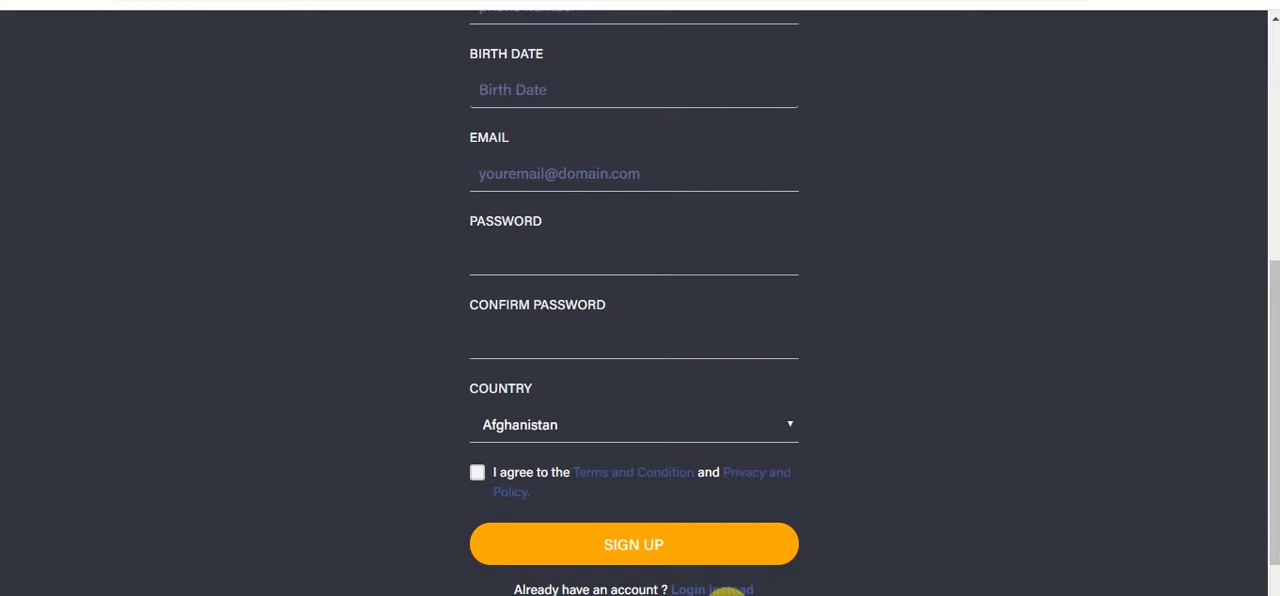 BIRTH DATE
Birth Date
EMAIL
youremail@domain.com
PASSWORD
CONFIRM PASSWORD
COUNTRY
Afghanistan
I agree to the Terms and Condition and Privacy and
Policy.
SIGN UP
Already have an account ? Login instead